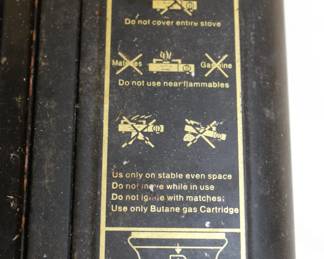 Do not cover entire stove
Matches Gasoline
Do not use near flammables
Us only on stable even space
Do not move while in use
Do not ignite with matches:
Use only Butane gas Cartridge